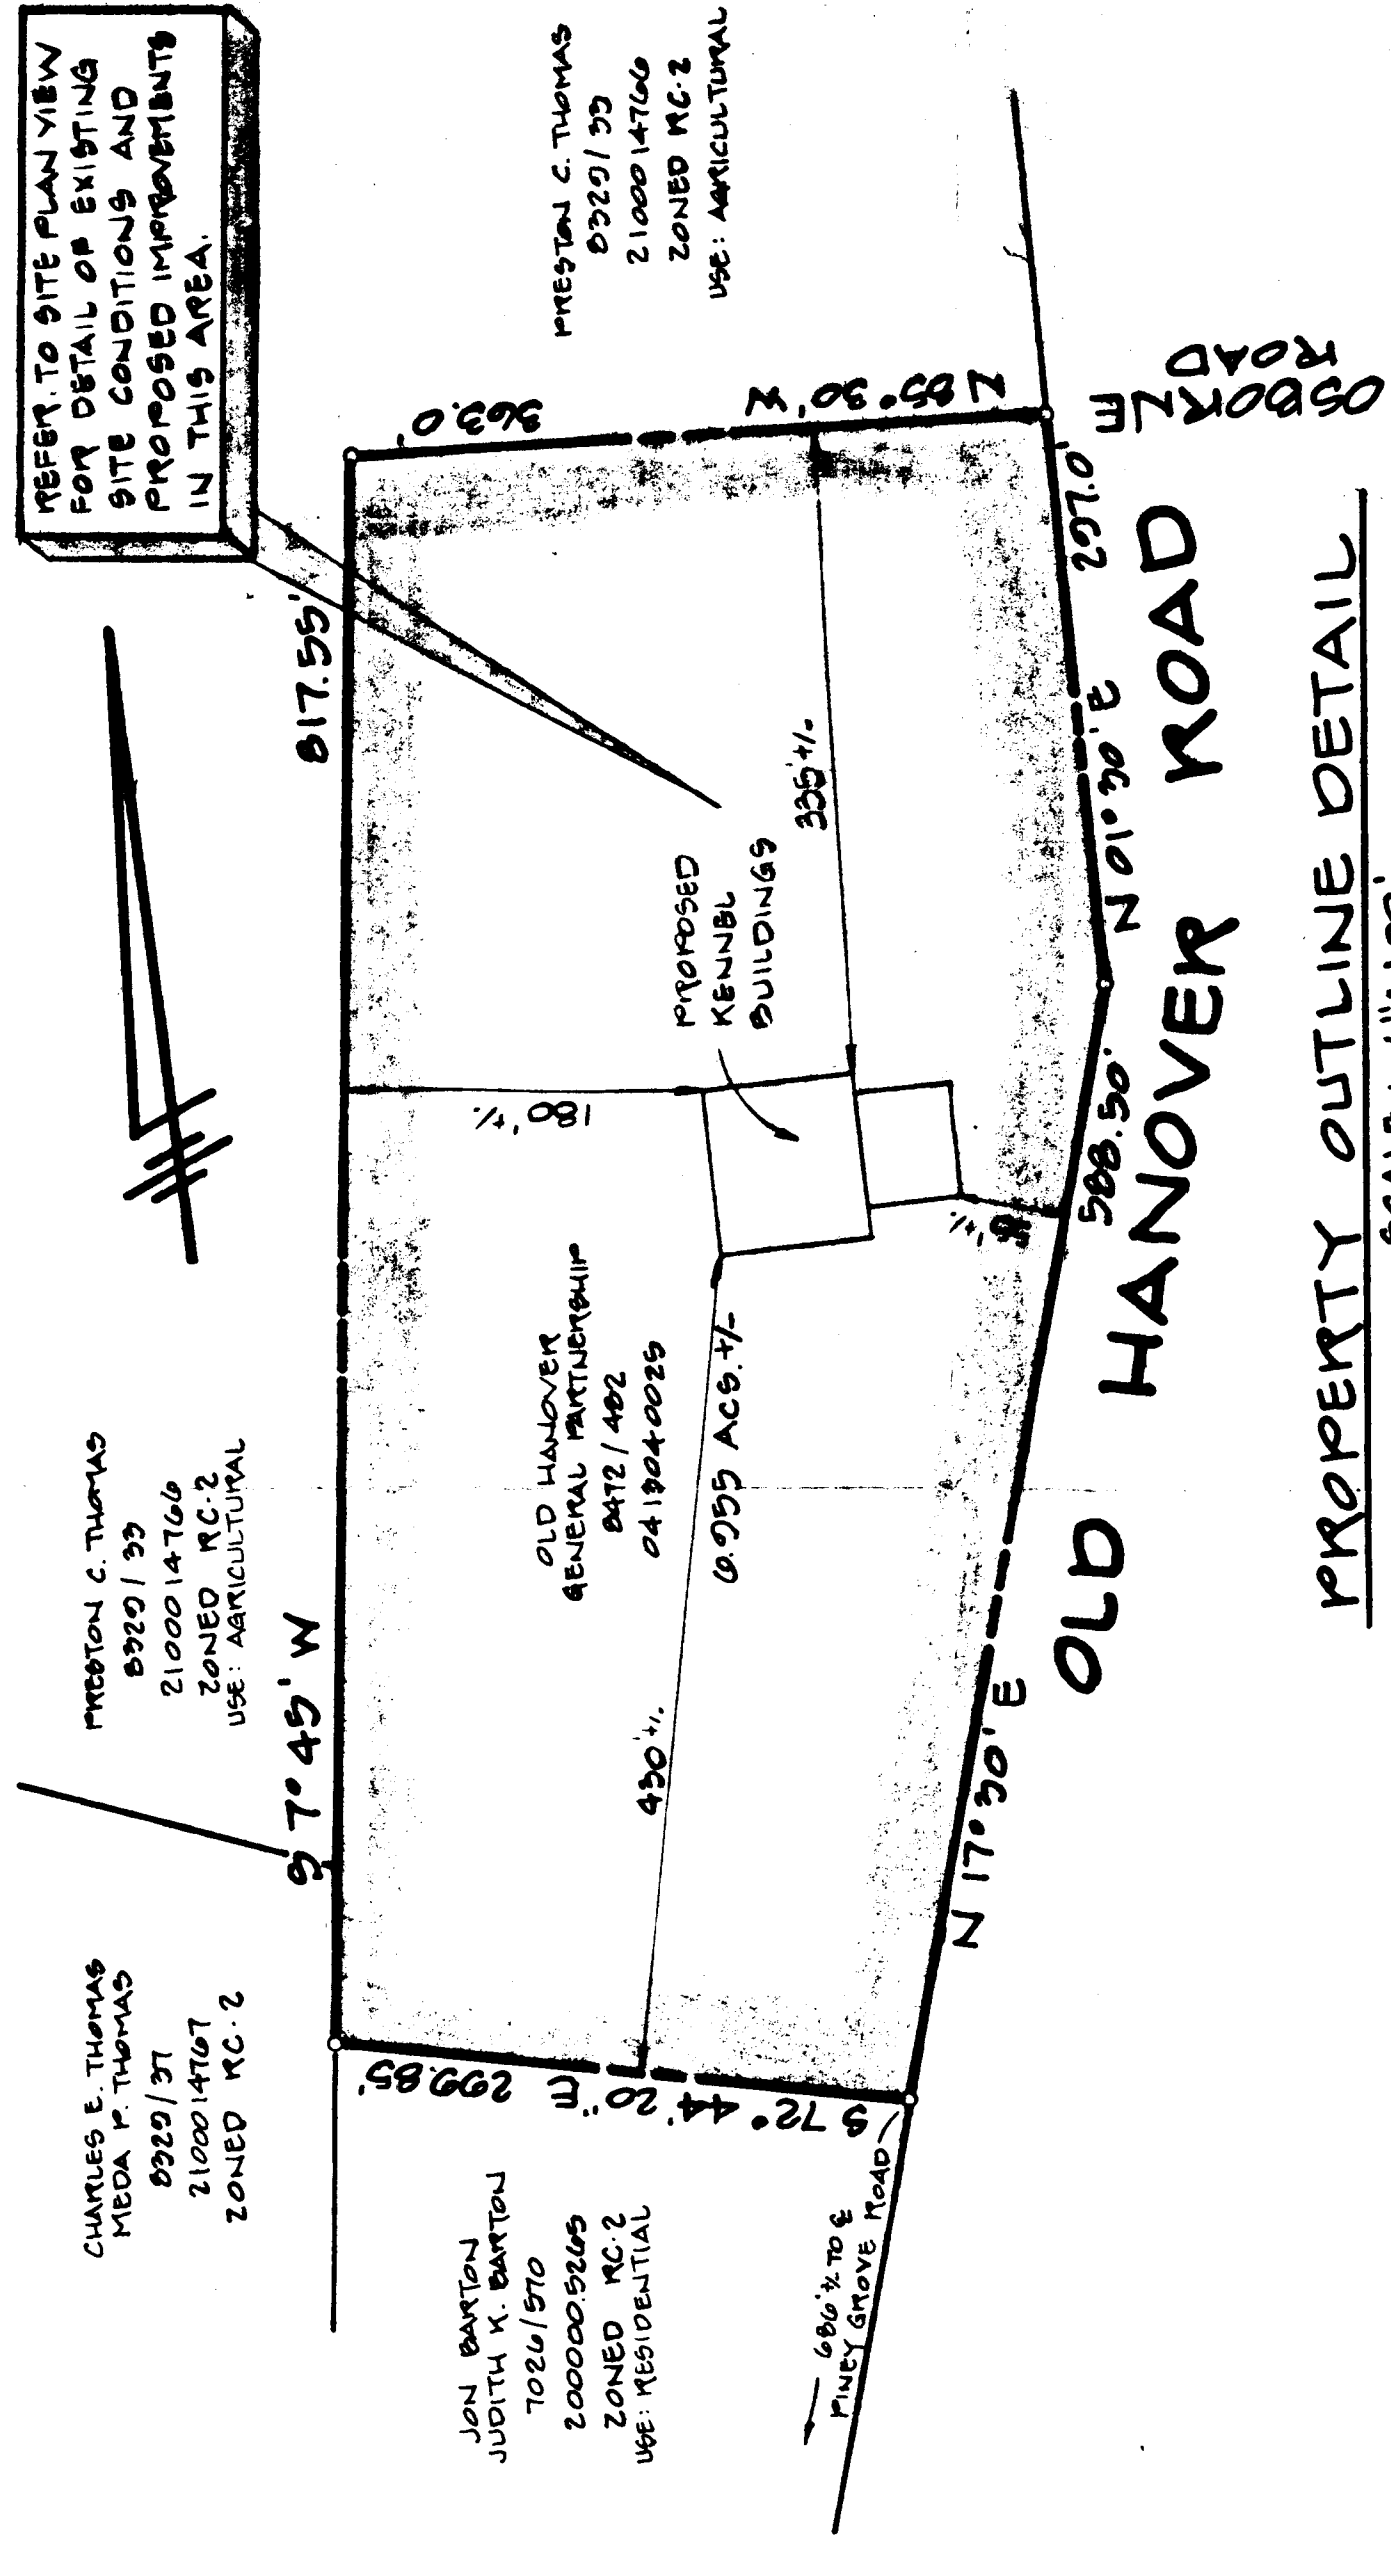 REFER TO SITE PLAN VIEW
FOR DETAIL OF EXISTING
SITE CONDITIONS AND
PROPOSED IMPROVEMENTS
IN THIS AREA.
CHARLES E. THOMAS
MEDA P. THOMAS
8329/37
2100014767
ZONED RC-2
PRESTON C. THOMAS
8329/33
2100014766
ZONED RC-2
USE: AGRICULTURAL
S 7° 45' W
817.55'
PRESTON C. THOMAS
8329/33
2100014766
ZONED RC-2
USE: AGRICULTURAL
363.0'
N 85° 30' W
180'+/-
PROPOSED
KENNEL
BUILDINGS
335'+/-
OLD HANOVER
GENERAL PARTNERSHIP
8472/482
0413040025
6.955 ACS.+/-
430'+/-
JON BARTON
JUDITH K. BARTON
7026/570
2000005265
ZONED RC-2
USE: RESIDENTIAL
S 72° 44' 20" E
299.85'
686'+/- TO ℄
PINEY GROVE ROAD
N 17° 30' E
588.50'
N 01° 30' E
297.0'
OSBORNE
ROAD
OLD HANOVER ROAD
PROPERTY OUTLINE DETAIL